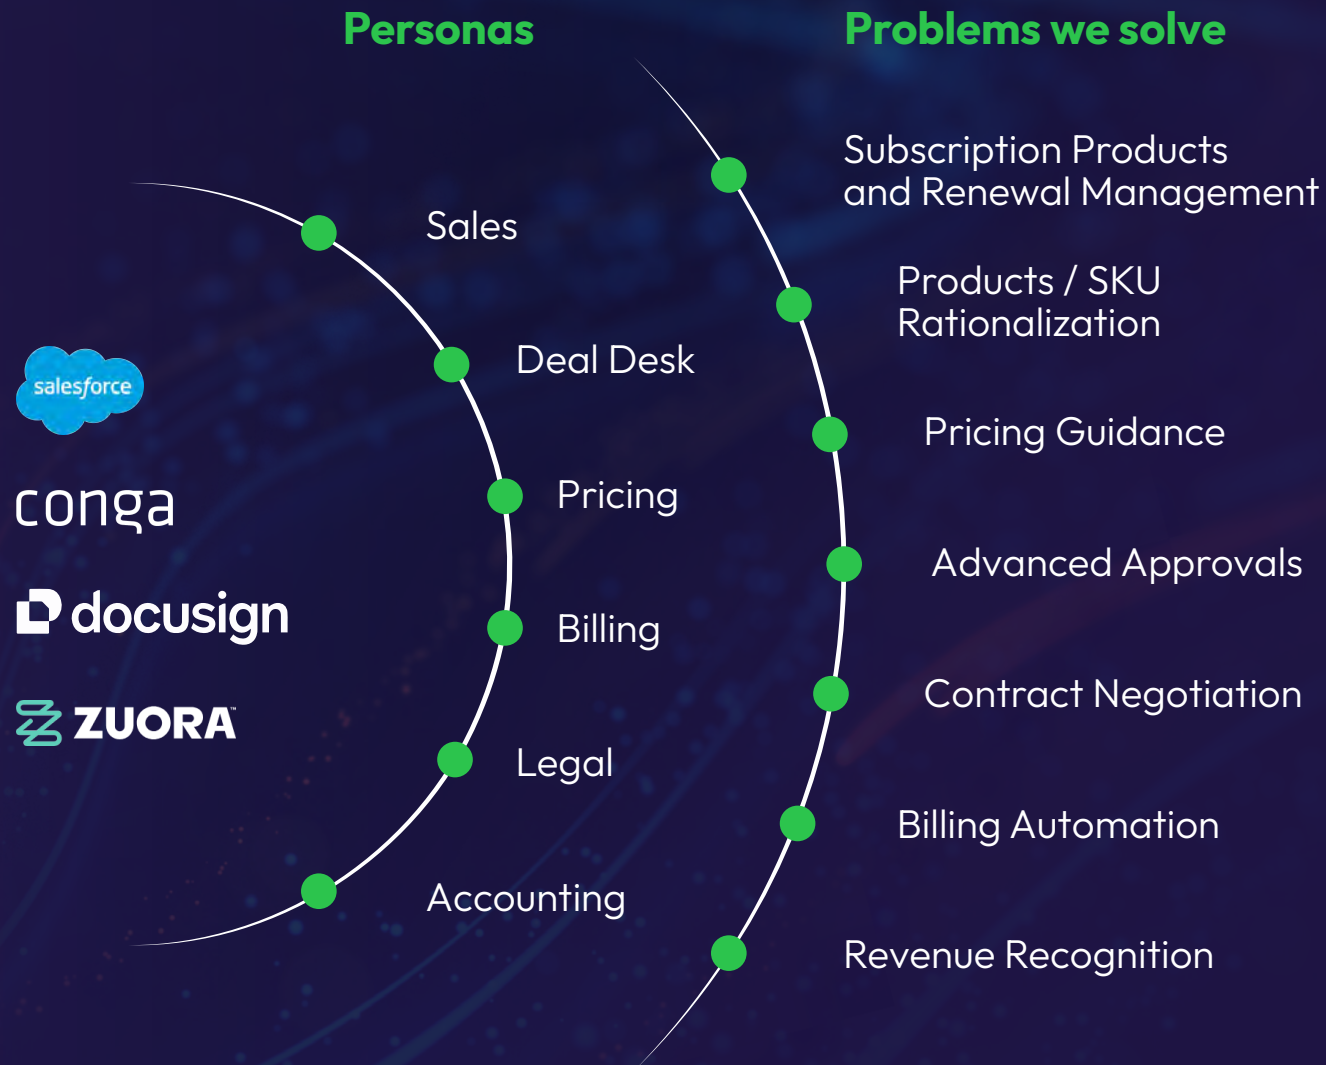 Personas
Problems we solve
salesforce
conga
docusign
ZUORA™
Sales
Deal Desk
Pricing
Billing
Legal
Accounting
Subscription Products
and Renewal Management
Products / SKU
Rationalization
Pricing Guidance
Advanced Approvals
Contract Negotiation
Billing Automation
Revenue Recognition